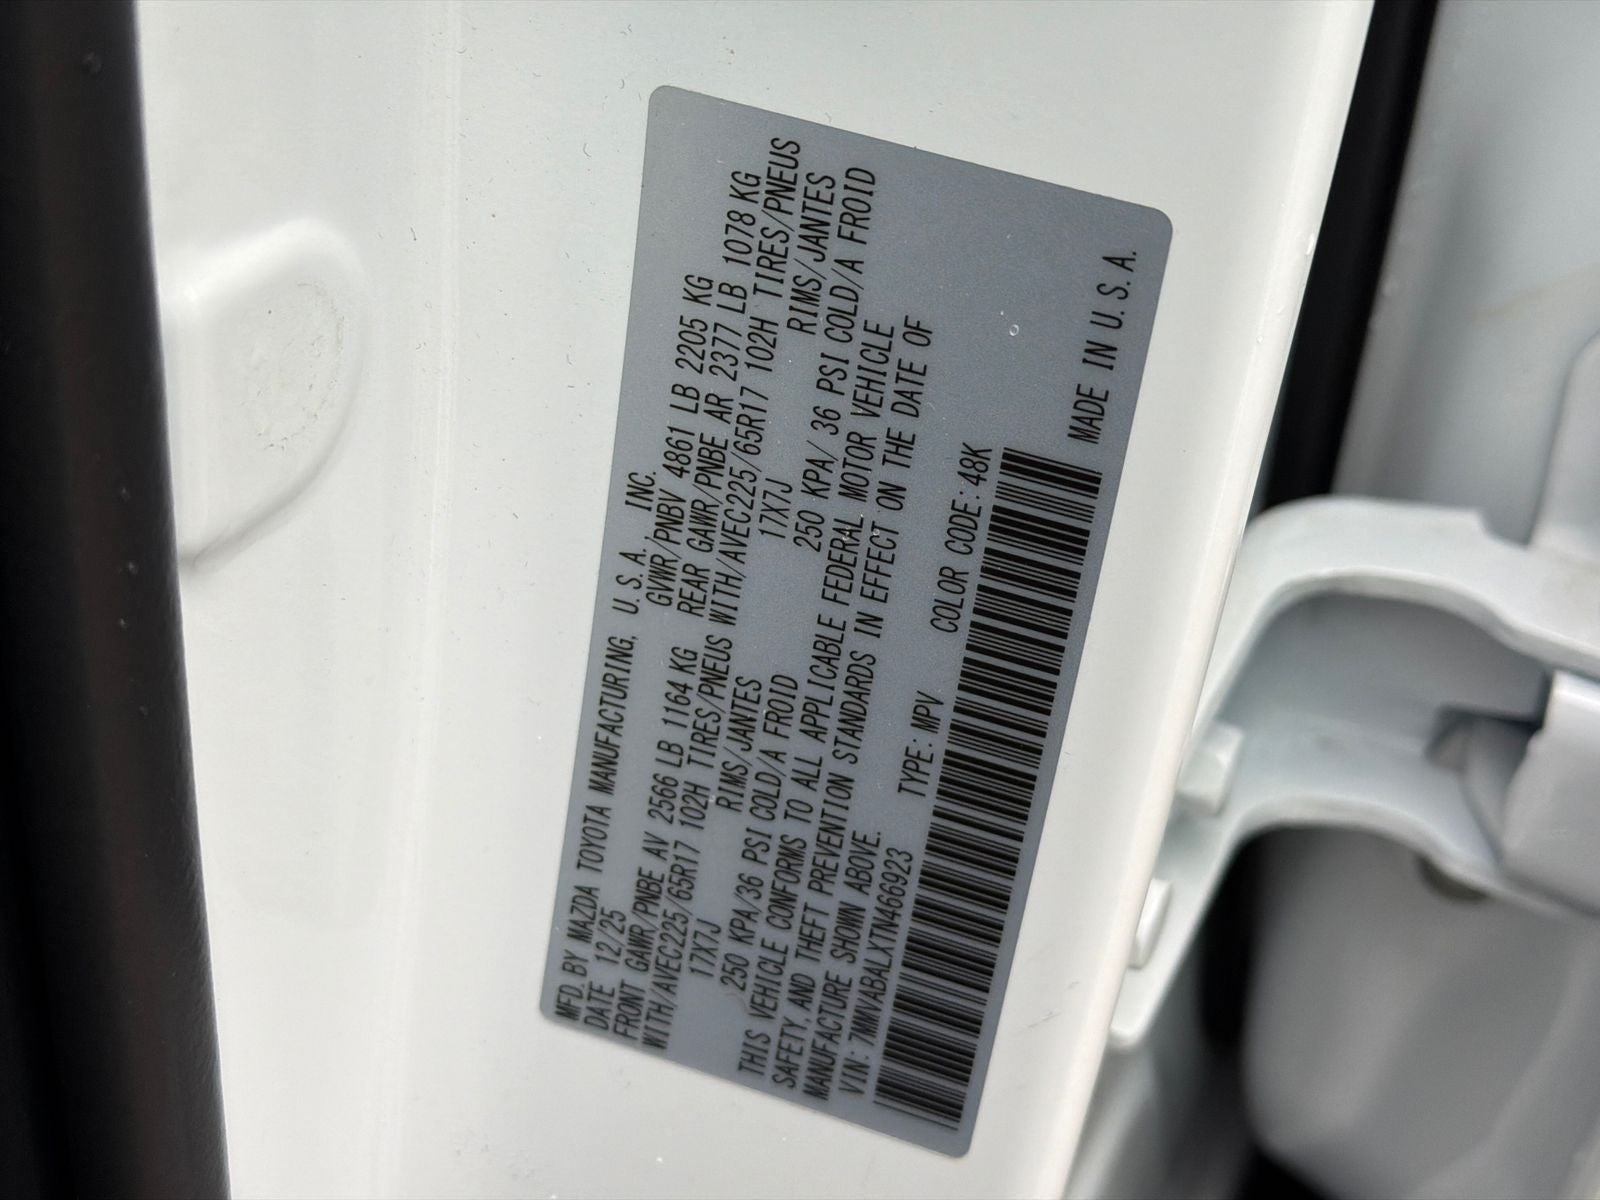 MFD. BY MAZDA TOYOTA MANUFACTURING, U.S.A., INC.
DATE 12/25 GVWR/PNBV 4861 LB 2205 KG
FRONT GAWR/PNBE AV 2566 LB 1164 KG REAR GAWR/PNBE AR 2377 LB 1078 KG
WITH/AVEC225/65R17 102H TIRES/PNEUS WITH/AVEC225/65R17 102H TIRES/PNEUS
17X7J RIMS/JANTES 17X7J RIMS/JANTES
250 KPA/36 PSI COLD/A FROID 250 KPA/ 36 PSI COLD/A FROID
THIS VEHICLE CONFORMS TO ALL APPLICABLE FEDERAL MOTOR VEHICLE
SAFETY, AND THEFT PREVENTION STANDARDS IN EFFECT ON THE DATE OF
MANUFACTURE SHOWN ABOVE.
VIN: 7MMVABALXTN466923 TYPE: MPV COLOR CODE: 48K
MADE IN U.S.A.